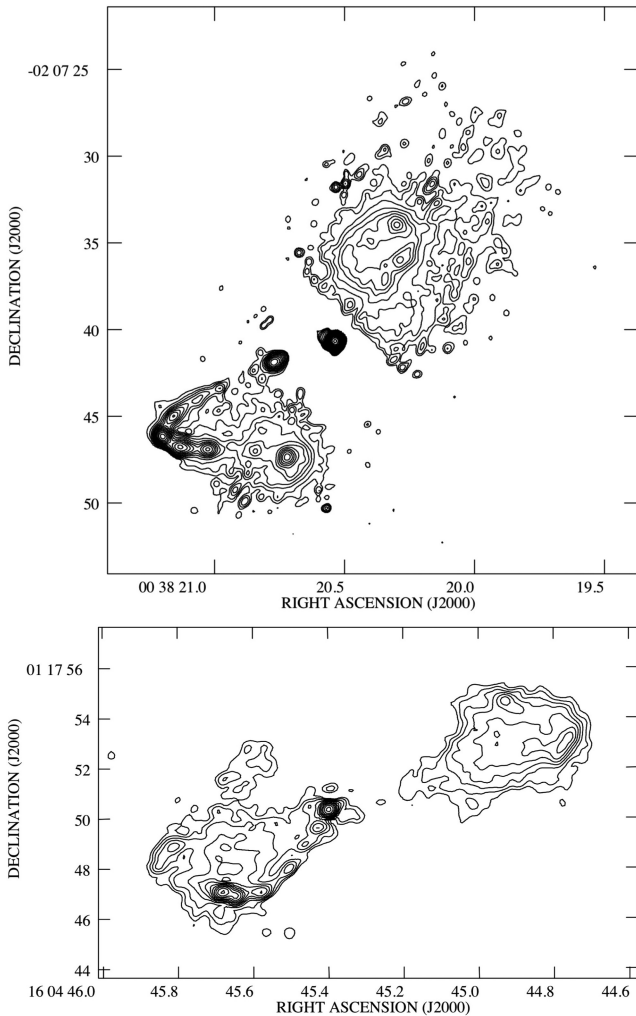 -02 07 25
30
35
40
45
50
DECLINATION (J2000)
00 38 21.0 20.5 20.0 19.5
RIGHT ASCENSION (J2000)
01 17 56
54
52
50
48
46
44
DECLINATION (J2000)
16 04 46.0 45.8 45.6 45.4 45.2 45.0 44.8 44.6
RIGHT ASCENSION (J2000)